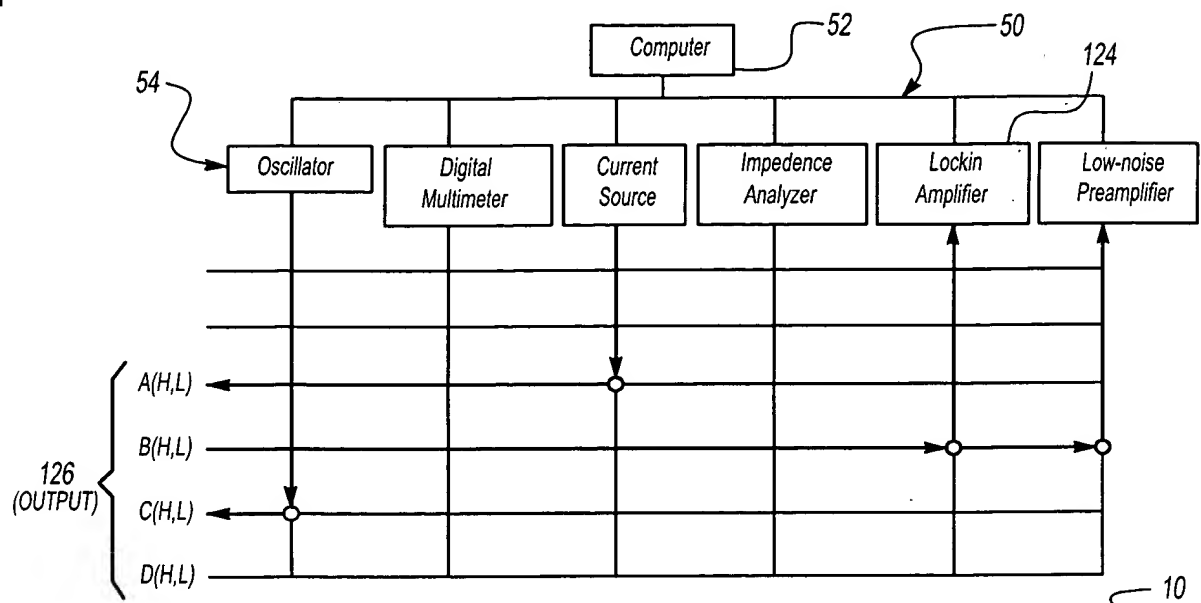 Computer
52
50
124
54
Oscillator
Digital
Multimeter
Current
Source
Impedence
Analyzer
Lockin
Amplifier
Low-noise
Preamplifier
A(H,L)
B(H,L)
126
(OUTPUT)
C(H,L)
D(H,L)
10